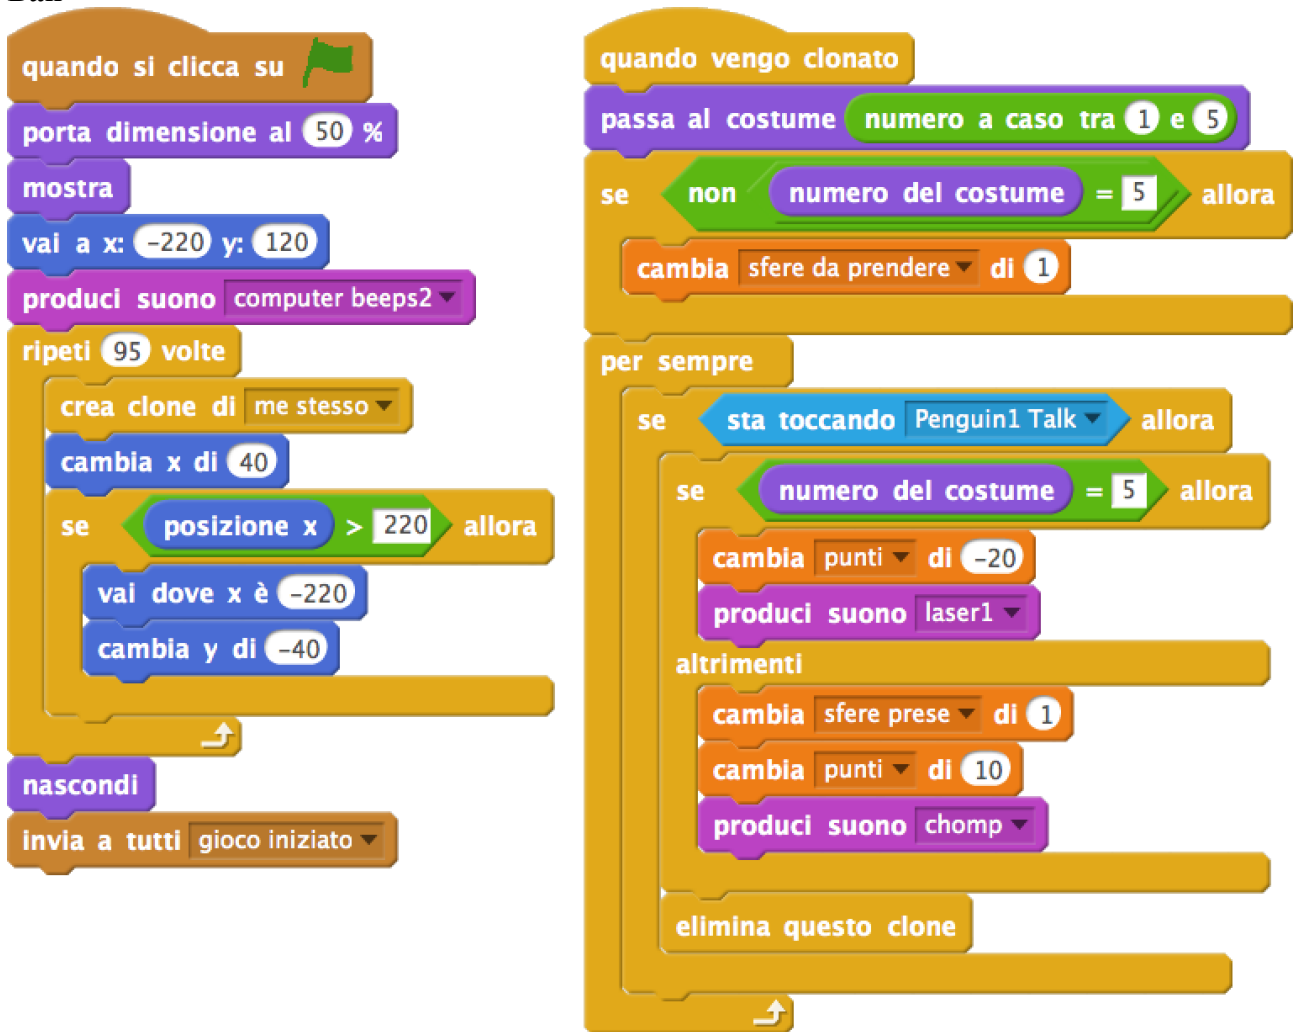 quando si clicca su
porta dimensione al 50 %
mostra
vai a x: -220 y: 120
produci suono computer beeps2
ripeti 95 volte
crea clone di me stesso
cambia x di 40
se posizione x > 220 allora
vai dove x è -220
cambia y di -40
nascondi
invia a tutti gioco iniziato
quando vengo clonato
passa al costume numero a caso tra 1 e 5
se non numero del costume = 5 allora
cambia sfere da prendere di 1
per sempre
se sta toccando Penguin1 Talk allora
se numero del costume = 5 allora
cambia punti di -20
produci suono laser1
altrimenti
cambia sfere prese di 1
cambia punti di 10
produci suono chomp
elimina questo clone